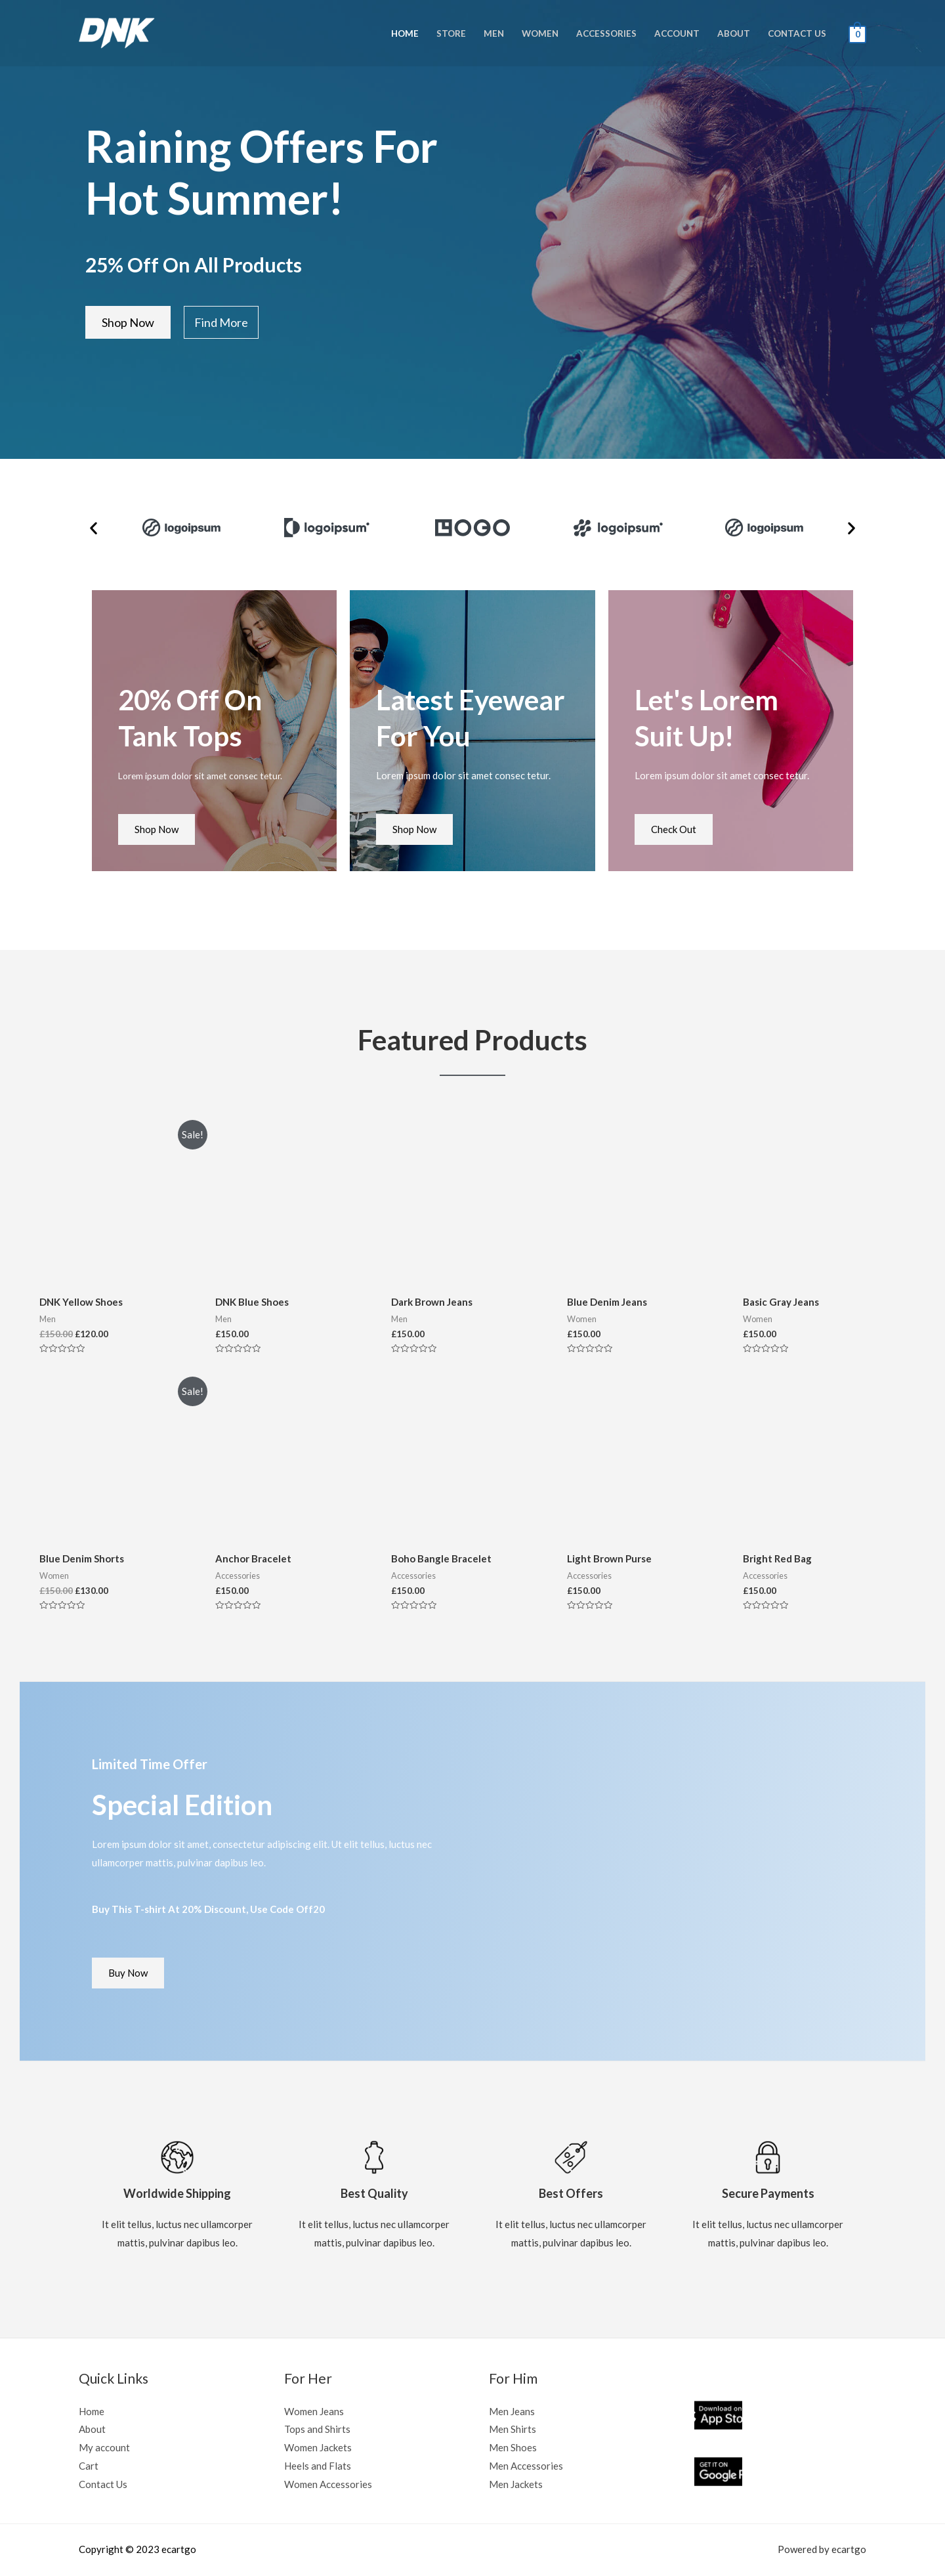 DNK
HOME STORE MEN WOMEN ACCESSORIES ACCOUNT ABOUT CONTACT US 0
Raining Offers For
Hot Summer!
25% Off On All Products
Shop Now Find More
logoipsum logoipsum LOGO logoipsum logoipsum
20% Off On
Tank Tops
Lorem ipsum dolor sit amet consec tetur.
Shop Now
Latest Eyewear
For You
Lorem ipsum dolor sit amet consec tetur.
Shop Now
Let's Lorem
Suit Up!
Lorem ipsum dolor sit amet consec tetur.
Check Out
Featured Products
Sale!
DNK Yellow Shoes
Men
£150.00 £120.00
DNK Blue Shoes
Men
£150.00
Dark Brown Jeans
Men
£150.00
Blue Denim Jeans
Women
£150.00
Basic Gray Jeans
Women
£150.00
Sale!
Blue Denim Shorts
Women
£150.00 £130.00
Anchor Bracelet
Accessories
£150.00
Boho Bangle Bracelet
Accessories
£150.00
Light Brown Purse
Accessories
£150.00
Bright Red Bag
Accessories
£150.00
Limited Time Offer
Special Edition
Lorem ipsum dolor sit amet, consectetur adipiscing elit. Ut elit tellus, luctus nec
ullamcorper mattis, pulvinar dapibus leo.
Buy This T-shirt At 20% Discount, Use Code Off20
Buy Now
Worldwide Shipping
It elit tellus, luctus nec ullamcorper
mattis, pulvinar dapibus leo.
Best Quality
It elit tellus, luctus nec ullamcorper
mattis, pulvinar dapibus leo.
Best Offers
It elit tellus, luctus nec ullamcorper
mattis, pulvinar dapibus leo.
Secure Payments
It elit tellus, luctus nec ullamcorper
mattis, pulvinar dapibus leo.
Quick Links
Home
About
My account
Cart
Contact Us
For Her
Women Jeans
Tops and Shirts
Women Jackets
Heels and Flats
Women Accessories
For Him
Men Jeans
Men Shirts
Men Shoes
Men Accessories
Men Jackets
Download on
App Sto
GET IT ON
Google P
Copyright © 2023 ecartgo
Powered by ecartgo